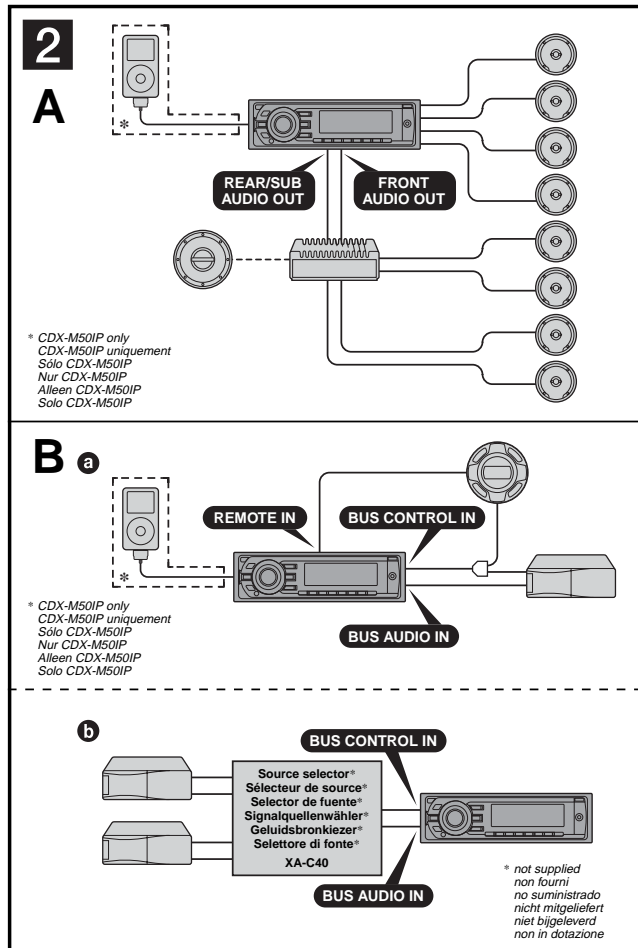 2
A
*
REAR/SUB
AUDIO OUT
FRONT
AUDIO OUT
* CDX-M50IP only
CDX-M50IP uniquement
Sólo CDX-M50IP
Nur CDX-M50IP
Alleen CDX-M50IP
Solo CDX-M50IP
B a
REMOTE IN
BUS CONTROL IN
*
BUS AUDIO IN
* CDX-M50IP only
CDX-M50IP uniquement
Sólo CDX-M50IP
Nur CDX-M50IP
Alleen CDX-M50IP
Solo CDX-M50IP
b
BUS CONTROL IN
Source selector*
Sélecteur de source*
Selector de fuente*
Signalquellenwähler*
Geluidsbronkiezer*
Selettore di fonte*
XA-C40
BUS AUDIO IN
* not supplied
non fourni
no suministrado
nicht mitgeliefert
niet bijgeleverd
non in dotazione